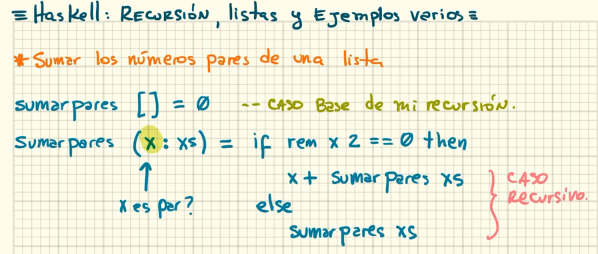 ≡ Haskell: RECURSIÓN, listas y Ejemplos varios ≡
* Sumar los números pares de una lista
sumarpares [] = 0 -- CASO Base de mi recursión.
Sumarpares (x:xs) = if rem x 2 == 0 then
x + SumarPares xs
x es par? else
sumarpares xs
CASO
Recursivo.